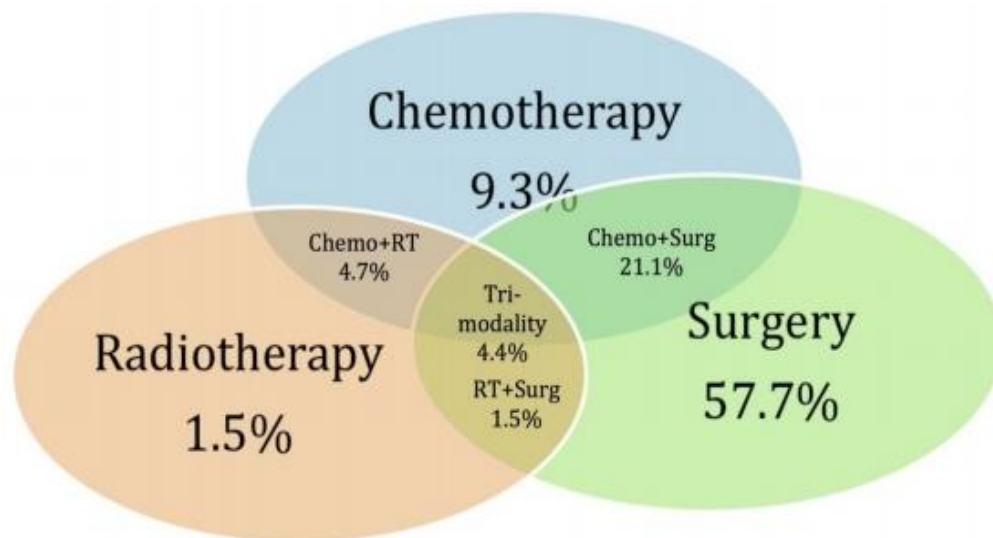 Chemotherapy
9.3%
Chemo+RT
4.7%
Chemo+Surg
21.1%
Tri-
modality
4.4%
Radiotherapy
1.5%
RT+Surg
1.5%
Surgery
57.7%